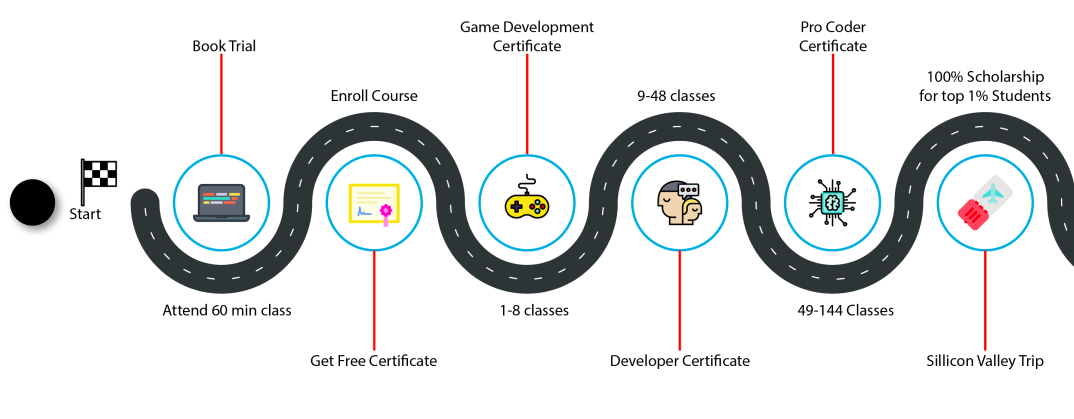 Start
Book Trial
Attend 60 min class
Enroll Course
Get Free Certificate
Game Development
Certificate
1-8 classes
9-48 classes
Developer Certificate
Pro Coder
Certificate
49-144 Classes
100% Scholarship
for top 1% Students
Sillicon Valley Trip